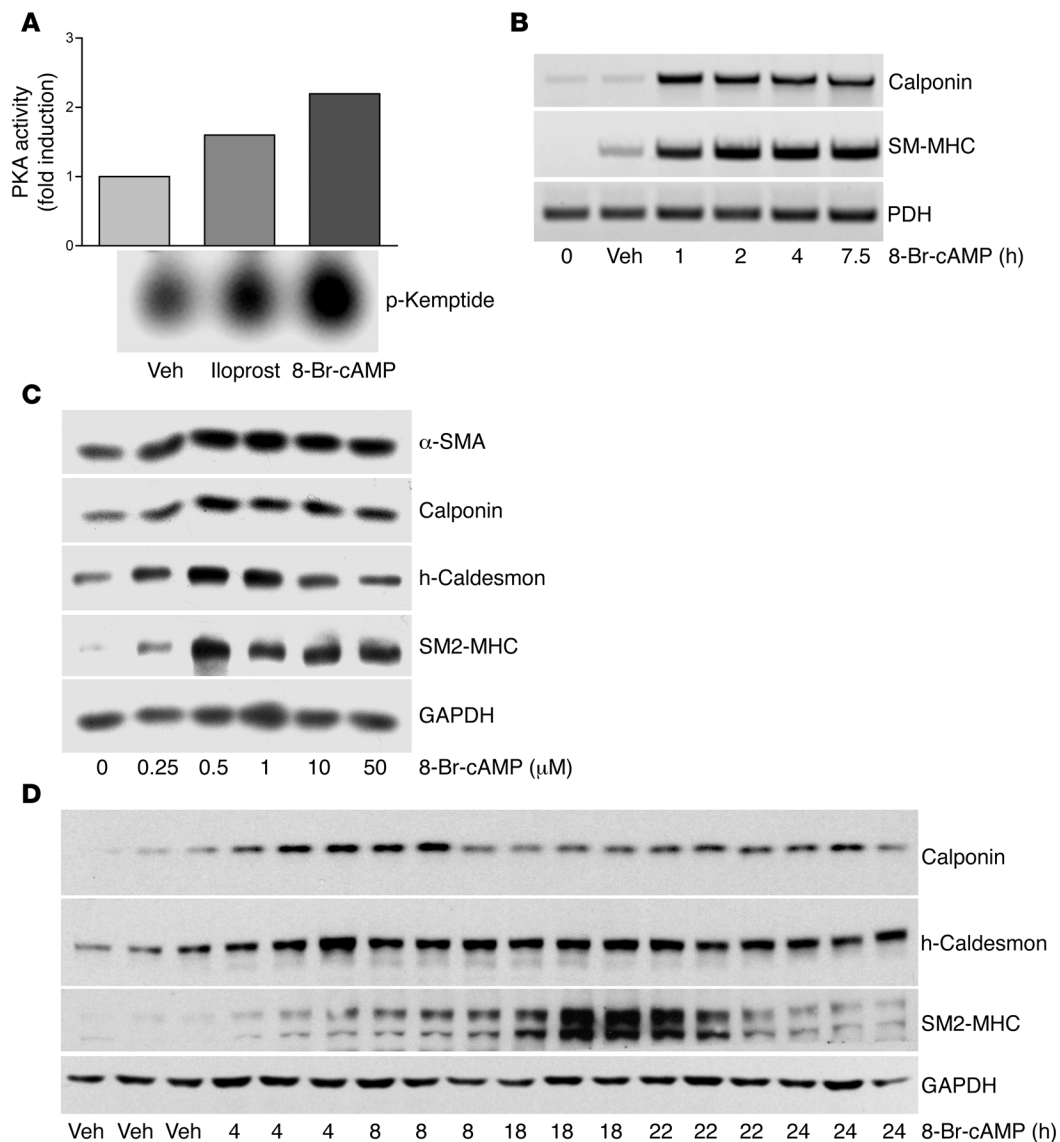 A
3
2
1
0
PKA activity
(fold induction)
p-Kemptide
Veh Iloprost 8-Br-cAMP
B
Calponin
SM-MHC
PDH
0 Veh 1 2 4 7.5 8-Br-cAMP (h)
C
α-SMA
Calponin
h-Caldesmon
SM2-MHC
GAPDH
0 0.25 0.5 1 10 50 8-Br-cAMP (μM)
D
Calponin
h-Caldesmon
SM2-MHC
GAPDH
Veh Veh Veh 4 4 4 8 8 8 18 18 18 22 22 22 24 24 24 8-Br-cAMP (h)